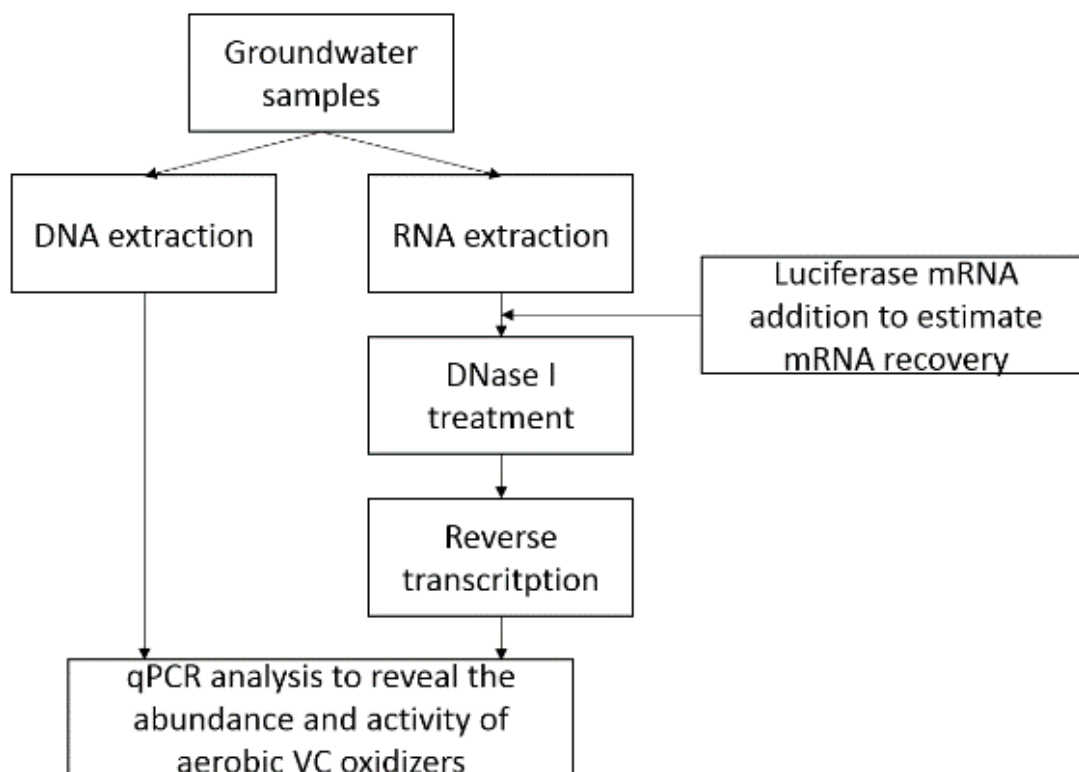 Groundwater
samples
DNA extraction
RNA extraction
Luciferase mRNA
addition to estimate
mRNA recovery
DNase I
treatment
Reverse
transcritption
qPCR analysis to reveal the
abundance and activity of
aerobic VC oxidizers